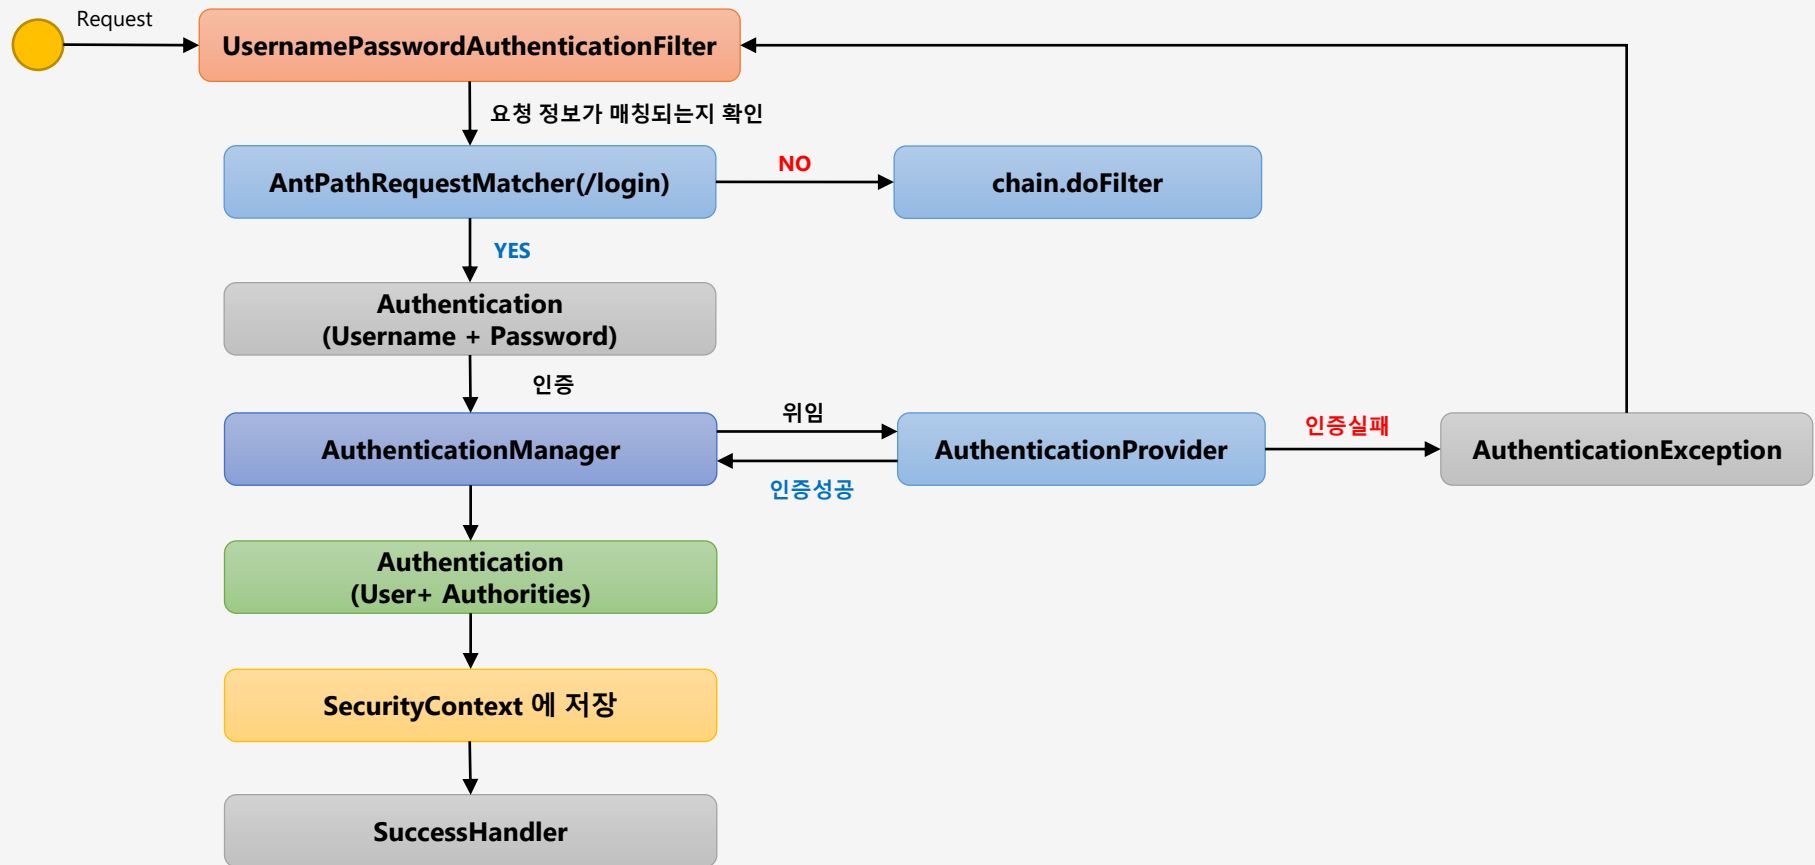 Request
UsernamePasswordAuthenticationFilter
요청 정보가 매칭되는지 확인
AntPathRequestMatcher(/login)
NO
chain.doFilter
YES
Authentication
(Username + Password)
인증
AuthenticationManager
위임
인증성공
AuthenticationProvider
인증실패
AuthenticationException
Authentication
(User+ Authorities)
SecurityContext 에 저장
SuccessHandler